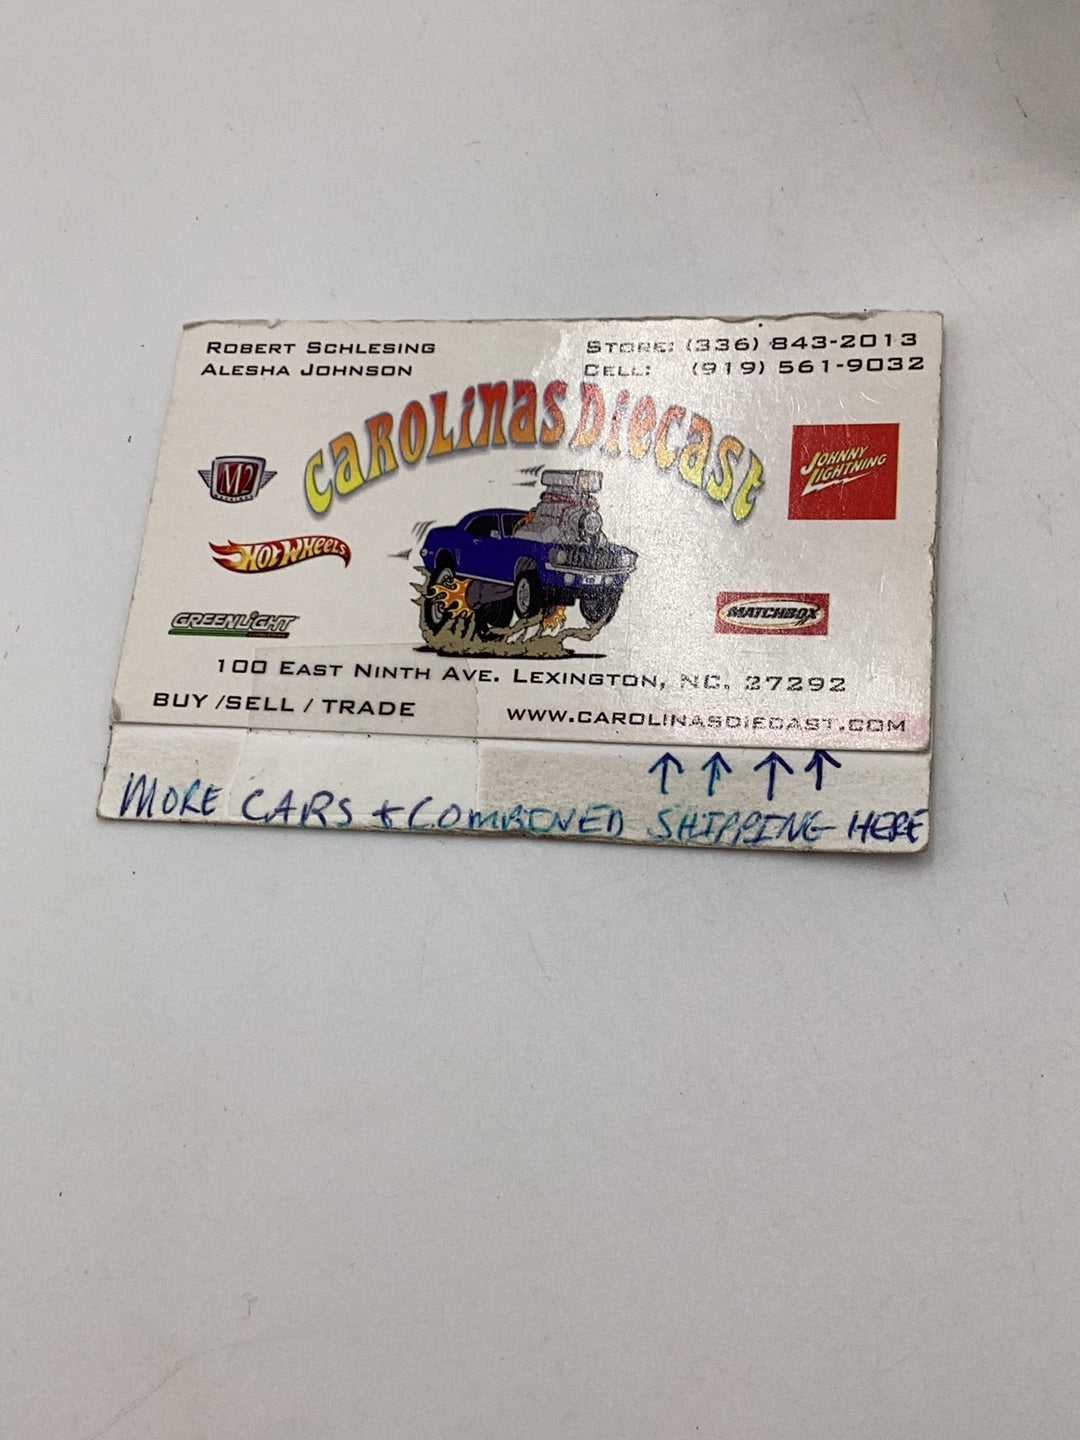 ROBERT SCHLESING
ALESHA JOHNSON
STORE: (336) 843-2013
CELL: (919) 561-9032
CAROLINAS DIECAST
M2
JOHNNY LIGHTNING
HOT WHEELS
GREENLIGHT
MATCHBOX
100 EAST NINTH AVE. LEXINGTON, NC. 27292
BUY /SELL / TRADE
WWW.CAROLINASDIECAST.COM
↑ ↑ ↑ ↑
MORE CARS + COMBINED SHIPPING HERE